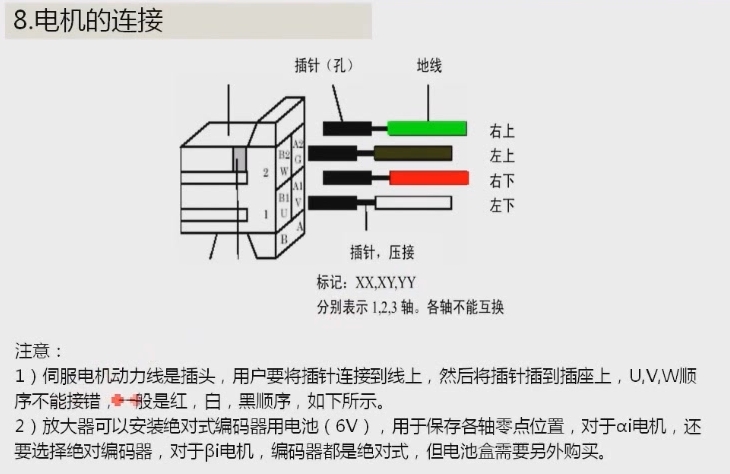 8.电机的连接
插针（孔） 地线
右上
左上
右下
左下
B2 A2
W G
2
B1 A1
U V
1
B A
插针，压接
标记：XX,XY,YY
分别表示 1,2,3 轴。各轴不能互换
注意：
1）伺服电机动力线是插头，用户要将插针连接到线上，然后将插针插到插座上，U,V,W顺
序不能接错，一般是红，白，黑顺序，如下所示。
2）放大器可以安装绝对式编码器用电池（6V），用于保存各轴零点位置，对于αi电机，还
要选择绝对编码器，对于βi电机，编码器都是绝对式，但电池盒需要另外购买。